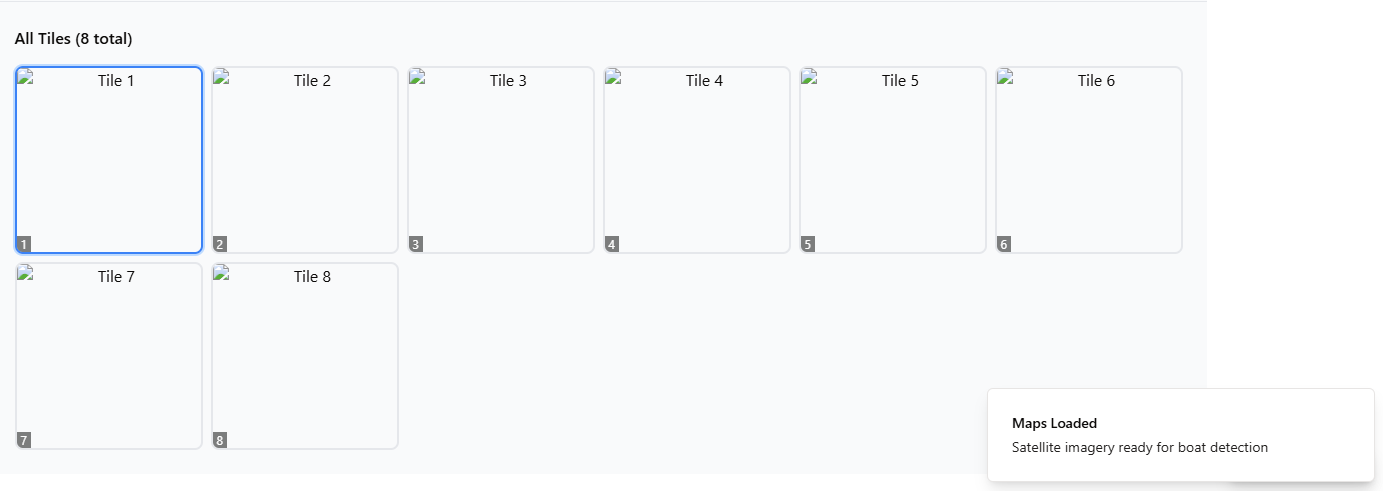 All Tiles (8 total)
Tile 1
Tile 2
Tile 3
Tile 4
Tile 5
Tile 6
1
2
3
4
5
6
Tile 7
Tile 8
7
8
Maps Loaded
Satellite imagery ready for boat detection